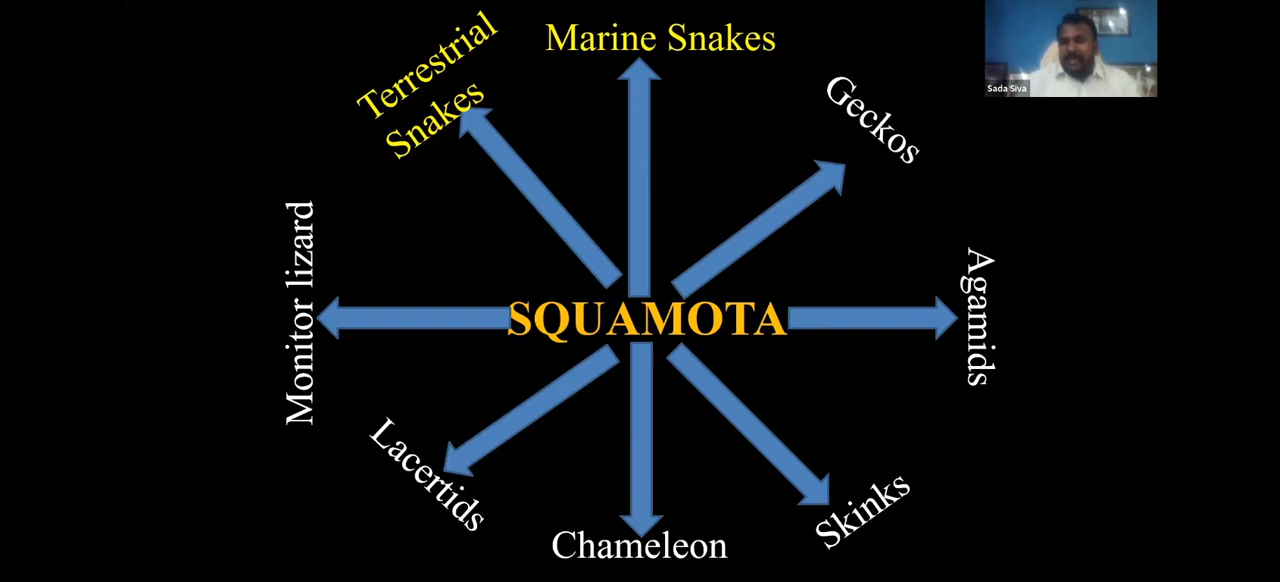 Marine Snakes
Terrestrial
Snakes
Geckos
Sada Siva
Monitor lizard
SQUAMOTA
Agamids
Lacertids
Skinks
Chameleon